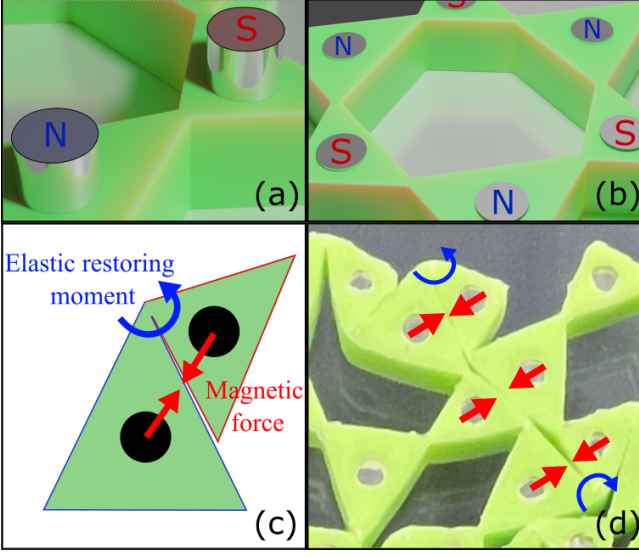 S
N
(a)
S
N
N
S
S
N
(b)
Elastic restoring
moment
Magnetic
force
(c)
(d)